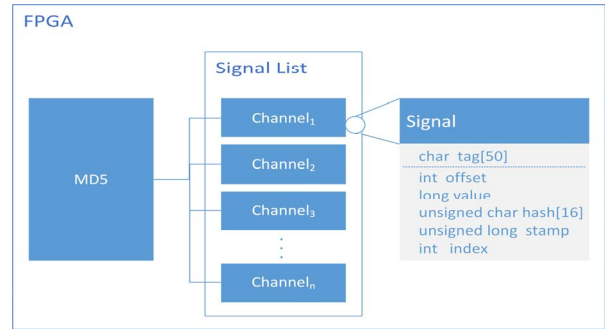 FPGA
Signal List
MD5
Channel1
Channel2
Channel3
Channeln
Signal
char tag[50]
int offset
long value
unsigned char hash[16]
unsigned long stamp
int index